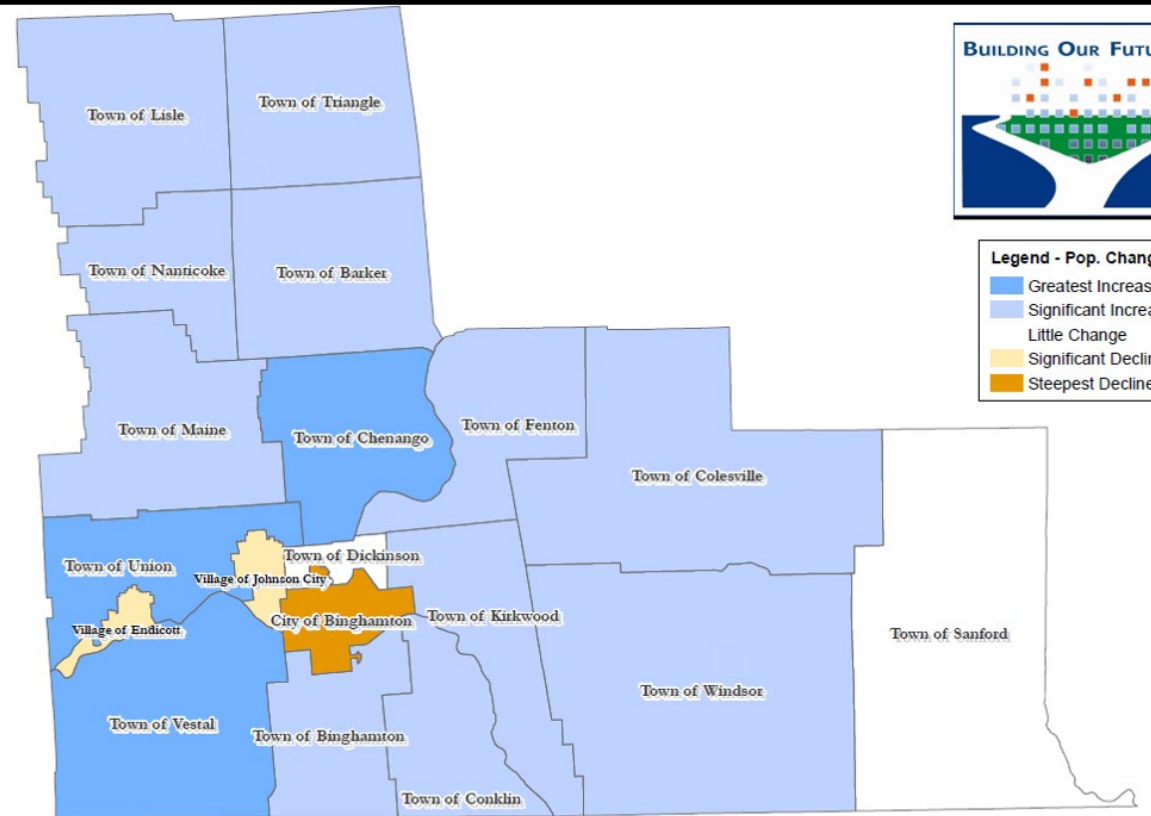 BUILDING OUR FUTU
Town of Lisle
Town of Triangle
Town of Nanticoke
Town of Barker
Legend - Pop. Chang
Greatest Increas
Significant Increa
Little Change
Significant Declin
Steepest Decline
Town of Maine
Town of Chenango
Town of Fenton
Town of Colesville
Town of Union
Town of Dickinson
Village of Johnson City
Village of Endicott
City of Binghamton
Town of Kirkwood
Town of Sanford
Town of Windsor
Town of Vestal
Town of Binghamton
Town of Conklin